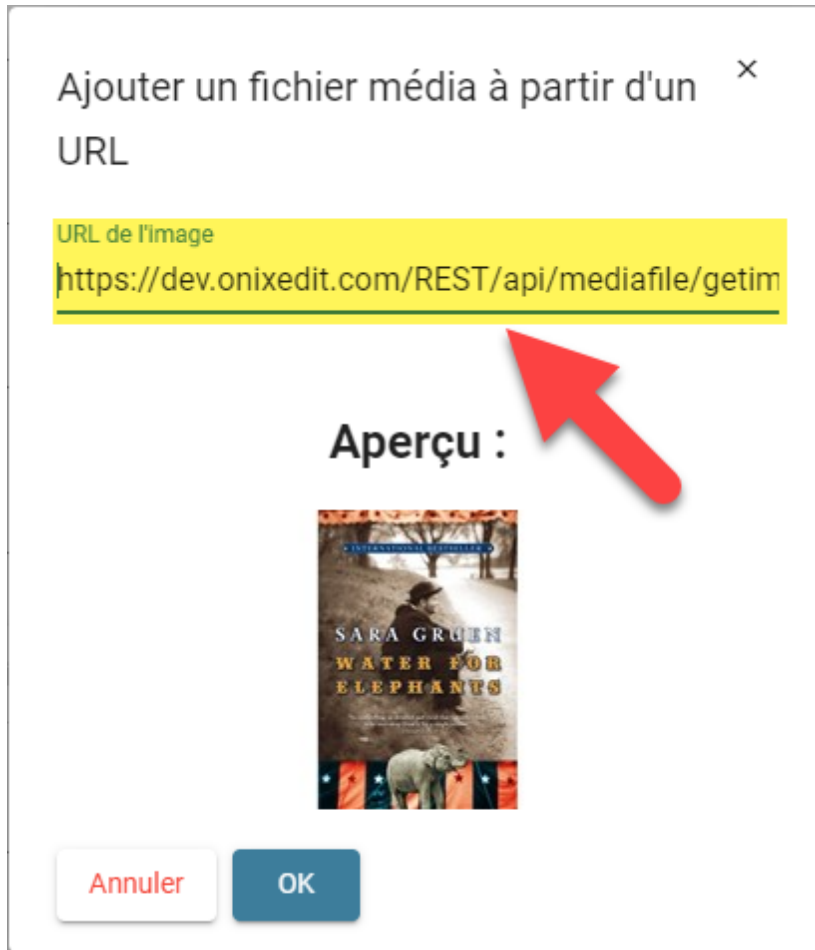 Ajouter un fichier média à partir d'un
URL
URL de l'image
https://dev.onixedit.com/REST/api/mediafile/getim
Aperçu :
INTERNATIONAL BESTSELLER
SARA GRUEN
WATER FOR
ELEPHANTS
Annuler
OK